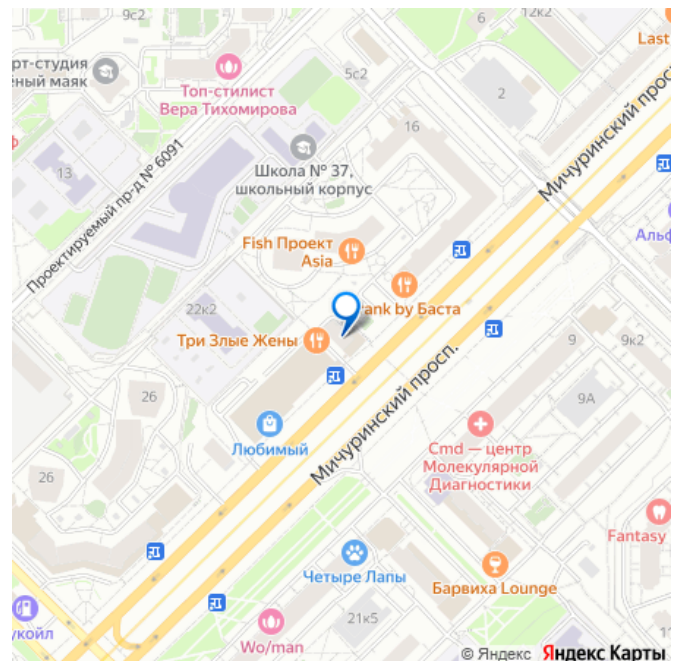 9с2
6
12к2
Last
рт-студия
ный маяк
Топ-стилист
Вера Тихомирова
5с2
2
16
Мичуринский просп
Школа № 37,
школьный корпус
13
Проектируемый пр-д № 6091
Альф
Fish Проект
Asia
rank by Баста
22к2
Три Злые Жены
9
9к2
9А
26
Мичуринский просп.
Любимый
Cmd — центр
Молекулярной
Диагностики
26
Fantasy
Четыре Лапы
Барвиха Lounge
укойл
21к5
Wo/man
11
© Яндекс Яндекс Карты